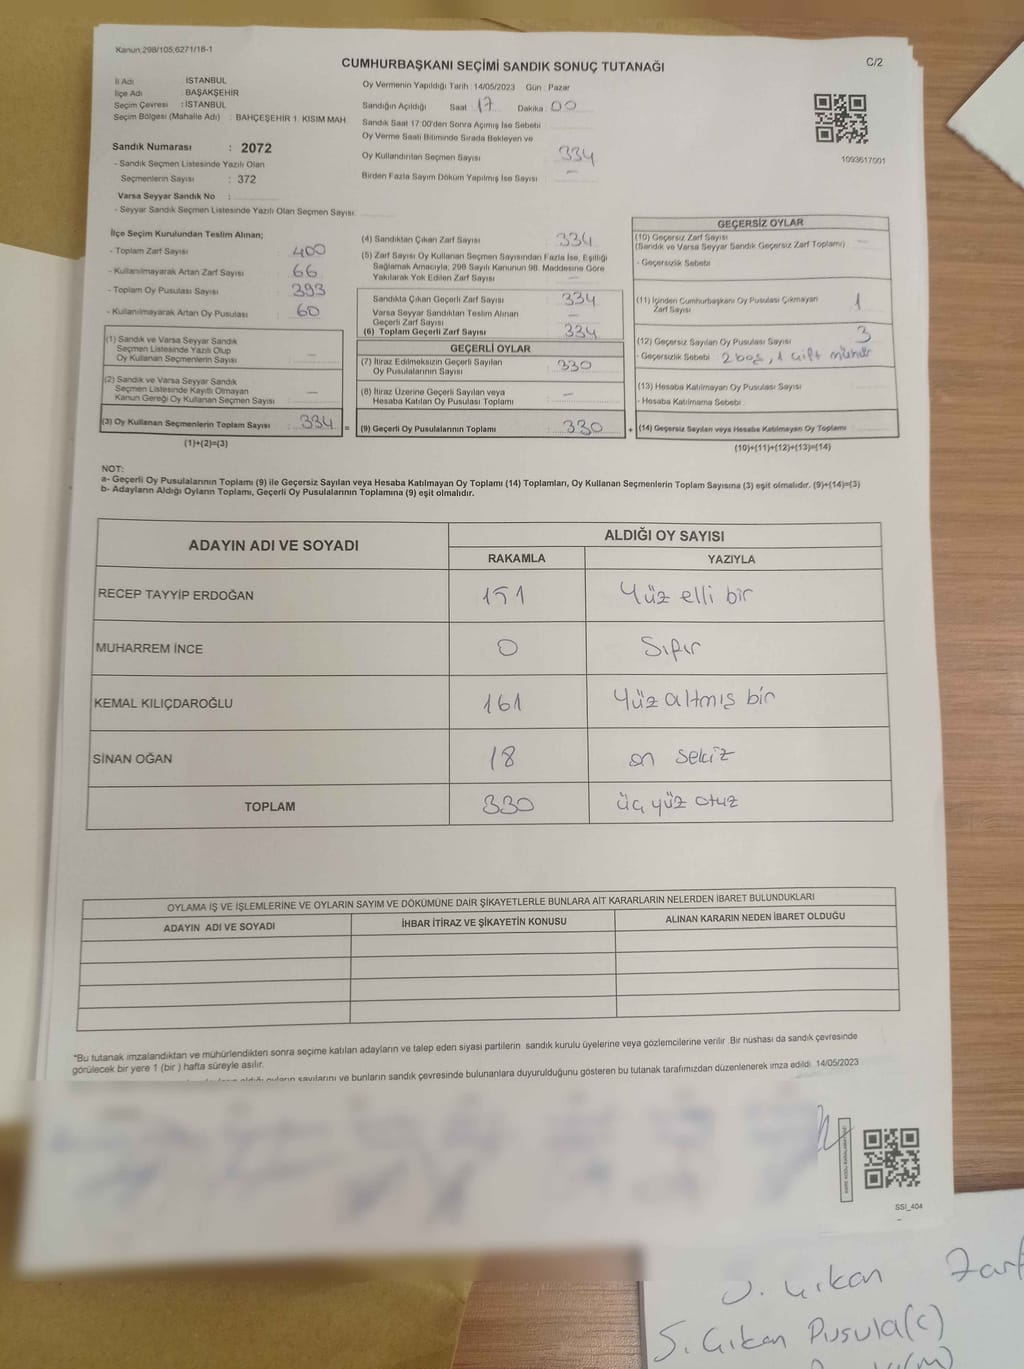 Kanun;298/105;6271/18-1
CUMHURBAŞKANI SEÇİMİ SANDIK SONUÇ TUTANAĞI
C/2
İl Adı İSTANBUL
İlçe Adı BAŞAKŞEHİR
Seçim Çevresi : İSTANBUL
Seçim Bölgesi (Mahalle Adı) : BAHÇEŞEHİR 1. KISIM MAH.
Sandık Numarası : 2072
- Sandık Seçmen Listesinde Yazılı Olan
Seçmenlerin Sayısı : 372
Varsa Seyyar Sandık No :
- Seyyar Sandık Seçmen Listesinde Yazılı Olan Seçmen Sayısı
Oy Vermenin Yapıldığı Tarih : 14/05/2023 Gün : Pazar
Sandığın Açıldığı Saat 17 Dakika 00
Sandık Saat 17:00'den Sonra Açımış İse Sebebi
Oy Verme Saati Bitiminde Sırada Bekleyen ve
Oy Kullandırılan Seçmen Sayısı 334
Birden Fazla Sayım Döküm Yapılmış İse Sayısı —
1093617001
İlçe Seçim Kurulundan Teslim Alınan;
- Toplam Zarf Sayısı : 400
- Kullanılmayarak Artan Zarf Sayısı : 66
- Toplam Oy Pusulası Sayısı : 393
- Kullanılmayarak Artan Oy Pusulası : 60
(1) Sandık ve Varsa Seyyar Sandık
Seçmen Listesinde Yazılı Olup
Oy Kullanan Seçmenlerin Sayısı : —
(2) Sandık ve Varsa Seyyar Sandık
Seçmen Listesinde Kayıtlı Olmayan
Kanun Gereği Oy Kullanan Seçmen Sayısı : —
(3) Oy Kullanan Seçmenlerin Toplam Sayısı : 334 =
(1)+(2)=(3)
(4) Sandıktan Çıkan Zarf Sayısı : 334
(5) Zarf Sayısı Oy Kullanan Seçmen Sayısından Fazla İse, Eşitliği
Sağlamak Amacıyla; 298 Sayılı Kanunun 98. Maddesine Göre
Yakılarak Yok Edilen Zarf Sayısı : —
Sandıkta Çıkan Geçerli Zarf Sayısı : 334
Varsa Seyyar Sandıktan Teslim Alınan
Geçerli Zarf Sayısı —
(6) Toplam Geçerli Zarf Sayısı : 334
GEÇERLİ OYLAR
(7) İtiraz Edilmeksizin Geçerli Sayılan
Oy Pusulalarının Sayısı : 330
(8) İtiraz Üzerine Geçerli Sayılan veya
Hesaba Katılan Oy Pusulası Toplamı : —
(9) Geçerli Oy Pusulalarının Toplamı : 330 +
GEÇERSİZ OYLAR
(10) Geçersiz Zarf Sayısı
(Sandık ve Varsa Seyyar Sandık Geçersiz Zarf Toplamı) —
- Geçersizlik Sebebi
(11) İçinden Cumhurbaşkanı Oy Pusulası Çıkmayan
Zarf Sayısı 1
(12) Geçersiz Sayılan Oy Pusulası Sayısı 3
- Geçersizlik Sebebi 2 boş, 1 çift mühür
(13) Hesaba Katılmayan Oy Pusulası Sayısı
- Hesaba Katılmama Sebebi :
(14) Geçersiz Sayılan veya Hesaba Katılmayan Oy Toplamı
(10)+(11)+(12)+(13)=(14)
NOT:
a- Geçerli Oy Pusulalarının Toplamı (9) ile Geçersiz Sayılan veya Hesaba Katılmayan Oy Toplamı (14) Toplamları, Oy Kullanan Seçmenlerin Toplam Sayısına (3) eşit olmalıdır. (9)+(14)=(3)
b- Adayların Aldığı Oyların Toplamı, Geçerli Oy Pusulalarının Toplamına (9) eşit olmalıdır.
ADAYIN ADI VE SOYADI
ALDIĞI OY SAYISI
RAKAMLA YAZIYLA
RECEP TAYYİP ERDOĞAN 151 Yüz elli bir
MUHARREM İNCE 0 Sıfır
KEMAL KILIÇDAROĞLU 161 Yüz altmış bir
SİNAN OĞAN 18 on sekiz
TOPLAM 330 üç yüz otuz
OYLAMA İŞ VE İŞLEMLERİNE VE OYLARIN SAYIM VE DÖKÜMÜNE DAİR ŞİKAYETLERLE BUNLARA AİT KARARLARIN NELERDEN İBARET BULUNDUKLARI
ADAYIN ADI VE SOYADI İHBAR İTİRAZ VE ŞİKAYETİN KONUSU ALINAN KARARIN NEDEN İBARET OLDUĞU
*Bu tutanak imzalandıktan ve mühürlendikten sonra seçime katılan adayların ve talep eden siyasi partilerin sandık kurulu üyelerine veya gözlemcilerine verilir .Bir nüshası da sandık çevresinde
görülecek bir yere 1 (bir ) hafta süreyle asılır.
oyların sayılarını ve bunların sandık çevresinde bulunanlara duyurulduğunu gösteren bu tutanak tarafımızdan düzenlenerek imza edildi. 14/05/2023
SSI_404
Çıkan Zarf
S. Çıkan Pusula(c)